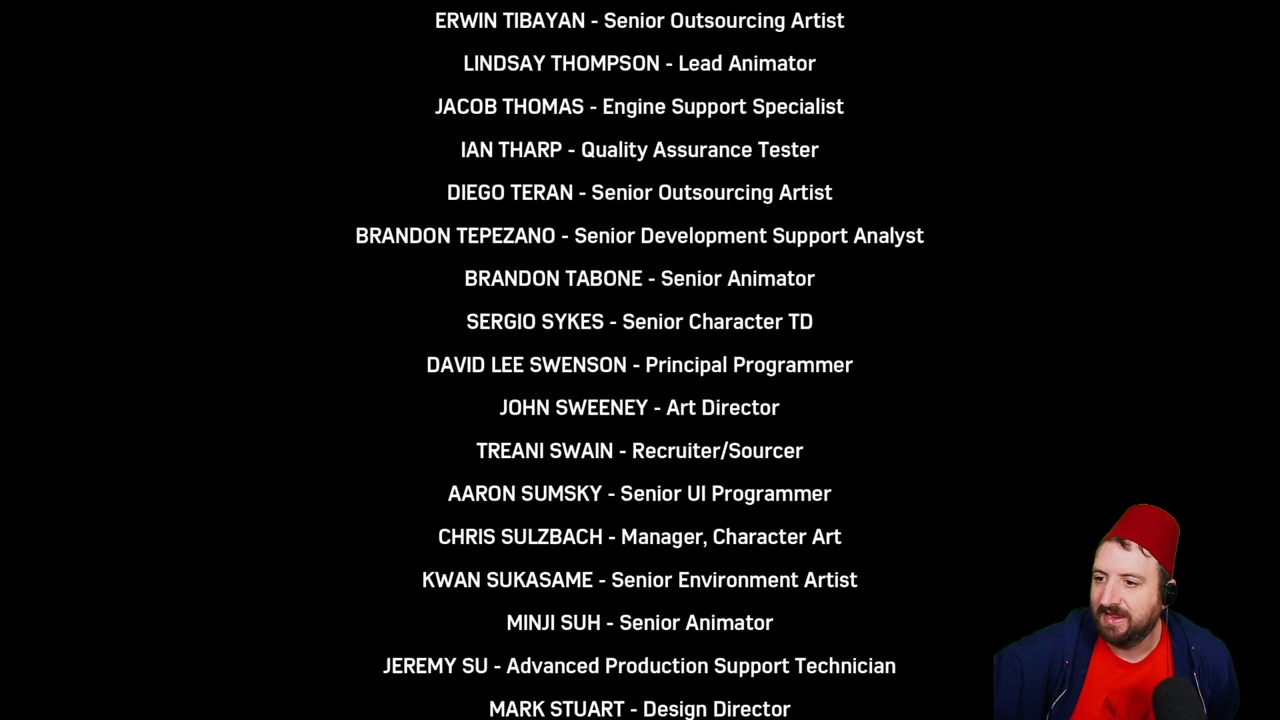 ERWIN TIBAYAN - Senior Outsourcing Artist
LINDSAY THOMPSON - Lead Animator
JACOB THOMAS - Engine Support Specialist
IAN THARP - Quality Assurance Tester
DIEGO TERAN - Senior Outsourcing Artist
BRANDON TEPEZANO - Senior Development Support Analyst
BRANDON TABONE - Senior Animator
SERGIO SYKES - Senior Character TD
DAVID LEE SWENSON - Principal Programmer
JOHN SWEENEY - Art Director
TREANI SWAIN - Recruiter/Sourcer
AARON SUMSKY - Senior UI Programmer
CHRIS SULZBACH - Manager, Character Art
KWAN SUKASAME - Senior Environment Artist
MINJI SUH - Senior Animator
JEREMY SU - Advanced Production Support Technician
MARK STUART - Design Director